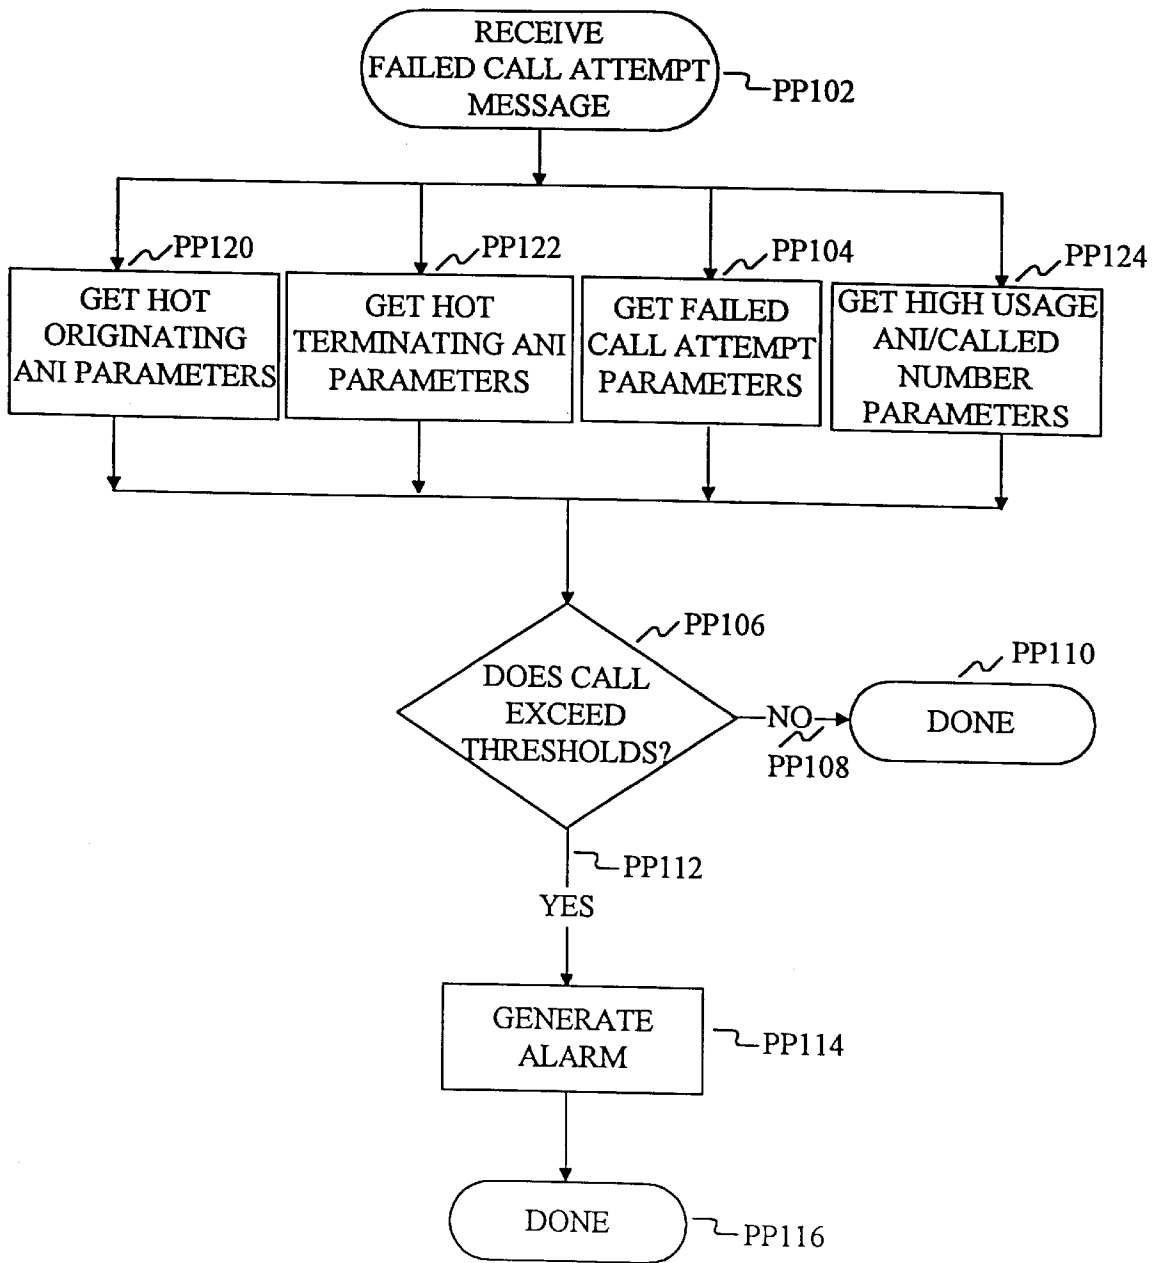 RECEIVE
FAILED CALL ATTEMPT
MESSAGE
PP102
PP120
PP122
PP104
PP124
GET HOT
ORIGINATING
ANI PARAMETERS
GET HOT
TERMINATING ANI
PARAMETERS
GET FAILED
CALL ATTEMPT
PARAMETERS
GET HIGH USAGE
ANI/CALLED
NUMBER
PARAMETERS
PP106
DOES CALL
EXCEED
THRESHOLDS?
NO
PP108
PP110
DONE
PP112
YES
GENERATE
ALARM
PP114
DONE
PP116